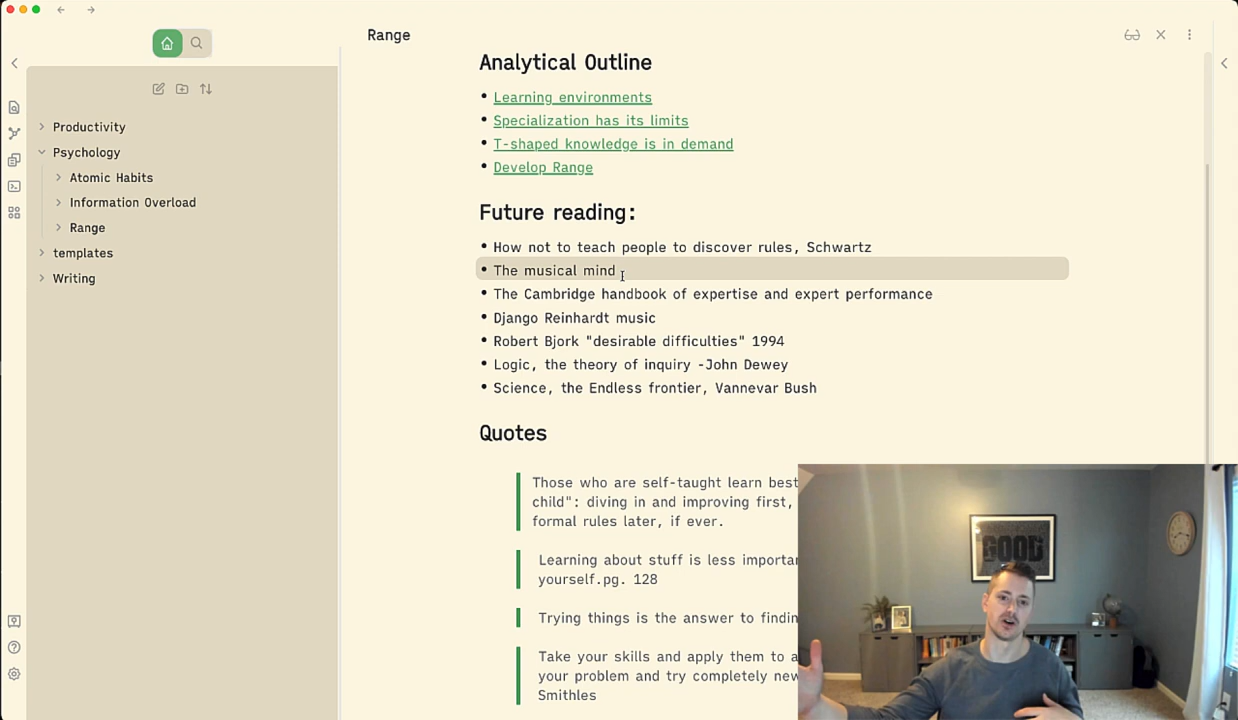 Range
Productivity
Psychology
Atomic Habits
Information Overload
Range
templates
Writing
Analytical Outline
• Learning environments
• Specialization has its limits
• T-shaped knowledge is in demand
• Develop Range
Future reading:
• How not to teach people to discover rules, Schwartz
• The musical mind
• The Cambridge handbook of expertise and expert performance
• Django Reinhardt music
• Robert Bjork "desirable difficulties" 1994
• Logic, the theory of inquiry -John Dewey
• Science, the Endless frontier, Vannevar Bush
Quotes
Those who are self-taught learn best
child": diving in and improving first,
formal rules later, if ever.
Learning about stuff is less
yourself.pg. 128
Trying things is the answer to
Take your skills and apply them to a
your problem and try completely
Smithles
GOOD